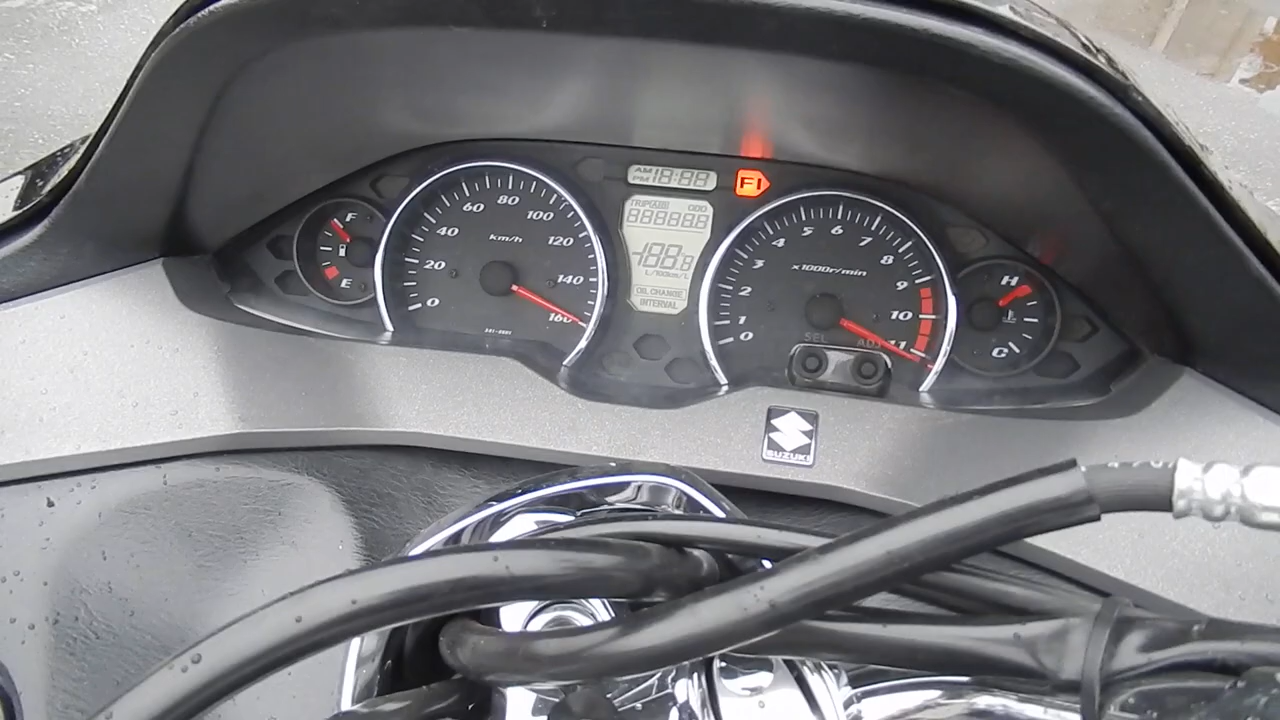 AM
PM 18:88
FI
TRIP ODO
888888
-188.8
L/100km/L
OIL CHANGE
INTERVAL
F
E
0
20
40
60
80
100
120
140
160
km/h
0
1
2
3
4
5
6
7
8
9
10
11
x1000r/min
SEL ADJ
H
C
SUZUKI